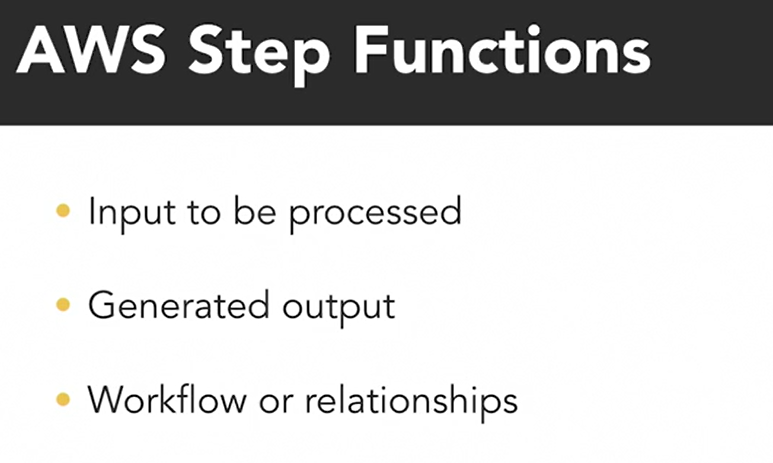 AWS Step Functions
• Input to be processed
• Generated output
• Workflow or relationships